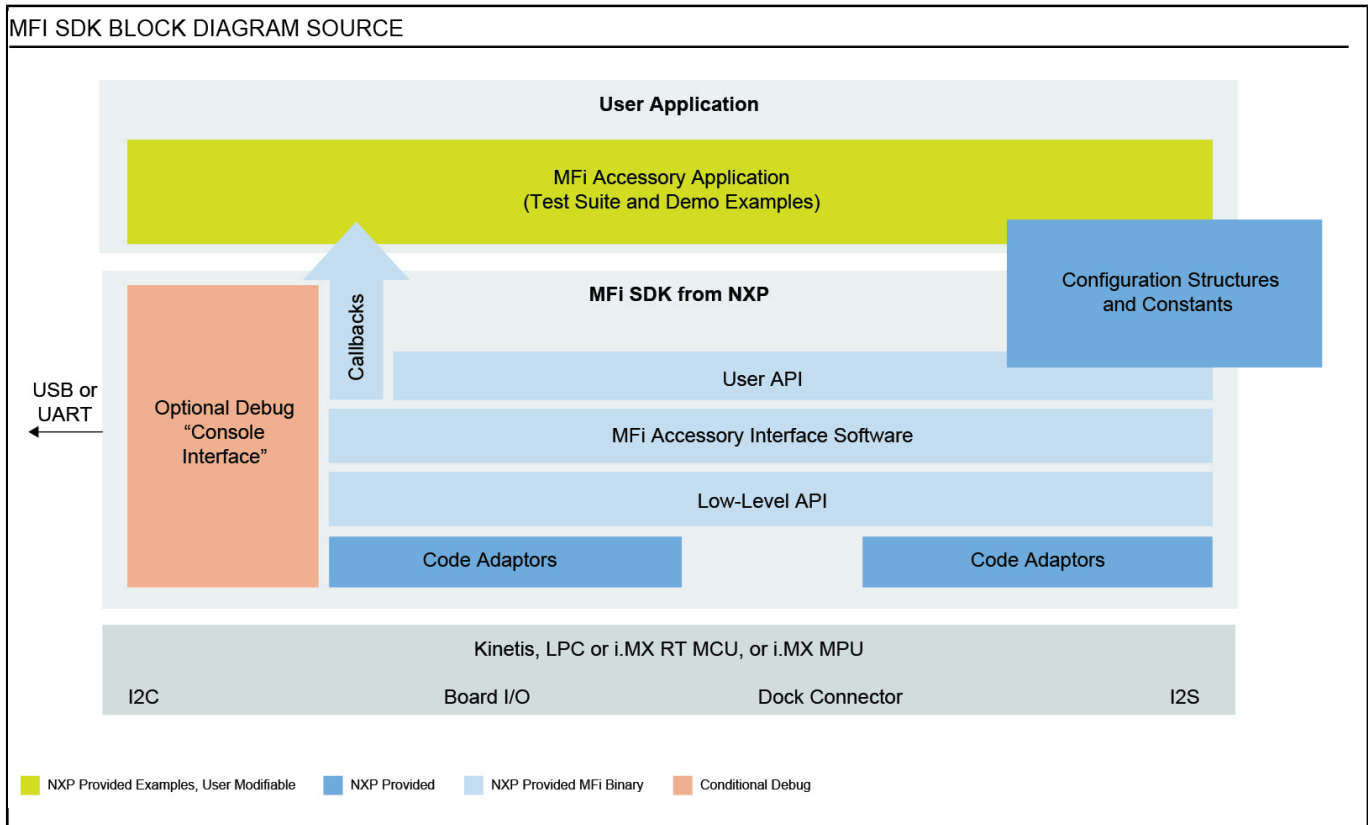 MFI SDK BLOCK DIAGRAM SOURCE
User Application
MFi Accessory Application
(Test Suite and Demo Examples)
Configuration Structures
and Constants
MFi SDK from NXP
Callbacks
User API
USB or
UART
Optional Debug
“Console
Interface”
MFi Accessory Interface Software
Low-Level API
Code Adaptors
Code Adaptors
Kinetis, LPC or i.MX RT MCU, or i.MX MPU
I2C
Board I/O
Dock Connector
I2S
NXP Provided Examples, User Modifiable
NXP Provided
NXP Provided MFi Binary
Conditional Debug